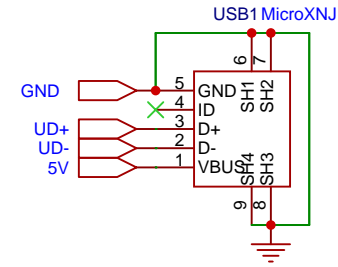 USB1 MicroXNJ
6 7
SH1 SH2
GND 5 GND
4 ID
UD+ 3 D+
UD- 2 D-
5V 1 VBUS
SH4 SH3
9 8